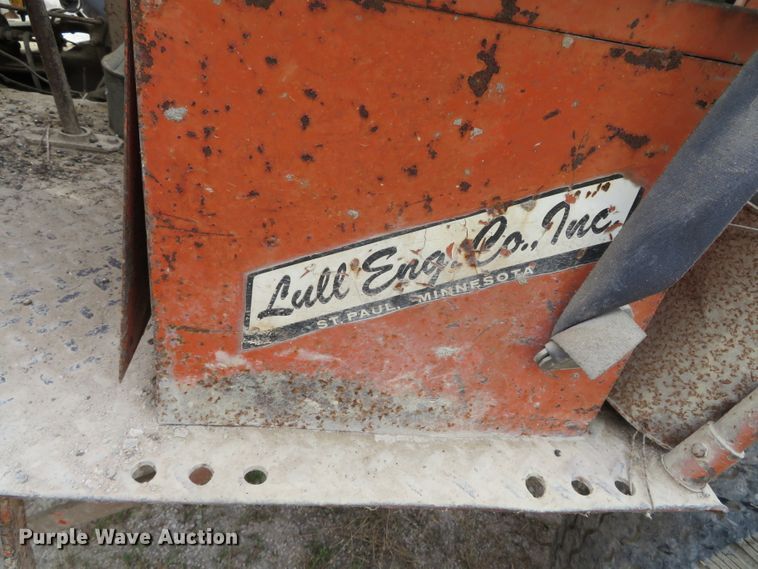 Lull Eng. Co., Inc.
ST. PAUL, MINNESOTA
Purple Wave Auction®